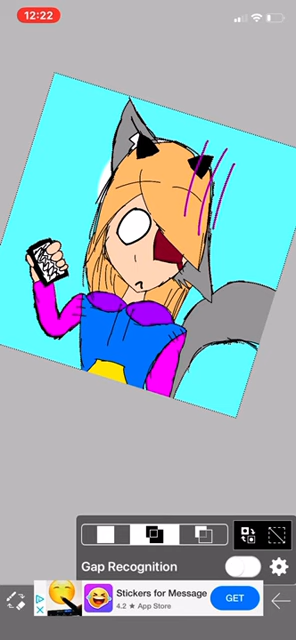 12:22
Gap Recognition
Stickers for Message
4.2 ★ App Store
GET